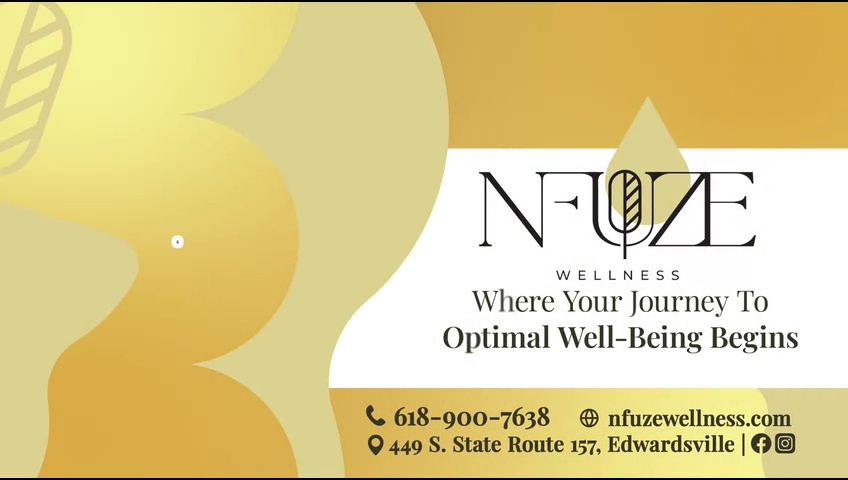 NFUZE
WELLNESS
Where Your Journey To
Optimal Well-Being Begins
618-900-7638 nfuzewellness.com
449 S. State Route 157, Edwardsville |